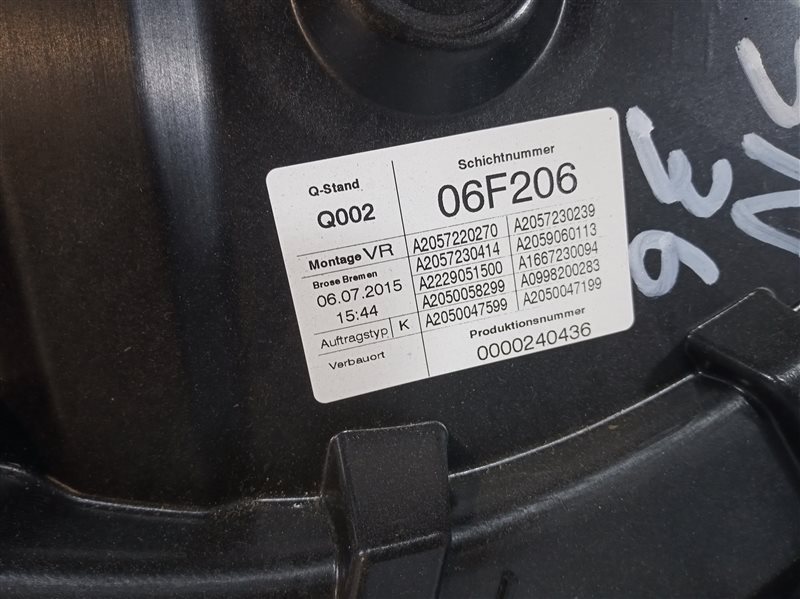 Q-Stand
Q002
Schichtnummer
06F206
Montage VR
Brose Bremen
06.07.2015
15:44
Auftragstyp K
Verbauort
A2057220270 A2057230239
A2057230414 A2059060113
A2229051500 A1667230094
A2050058299 A0998200283
A2050047599 A2050047199
Produktionsnummer
0000240436
36